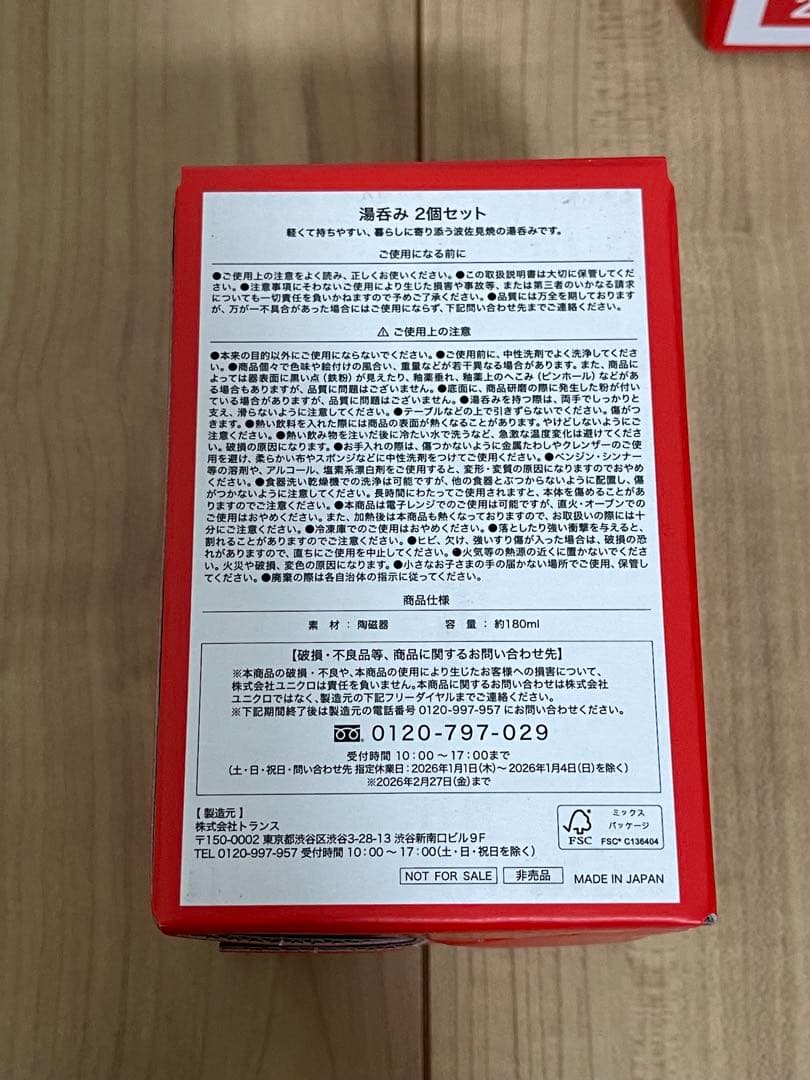 湯呑み 2個セット
軽くて持ちやすい、暮らしに寄り添う波佐見焼の湯呑みです。
ご使用になる前に
●ご使用上の注意をよく読み、正しくお使いください。●この取扱説明書は大切に保管してくだ
さい。●注意事項にそわないご使用により生じた損害や事故等、または第三者のいかなる請求
についても一切責任を負いかねますので予めご了承ください。●品質には万全を期しております
が、万が一不具合があった場合にはご使用にならず、下記問い合わせ先までご連絡ください。
⚠ ご使用上の注意
●本来の目的以外にご使用にならないでください。●ご使用前に、中性洗剤でよく洗浄してくだ
さい。●商品個々で色味や絵付けの風合い、重量などが若干異なる場合があります。また、商品に
よっては器表面に黒い点（鉄粉）が見えたり、釉薬垂れ、釉薬上のへこみ（ピンホール）などがあ
る場合もありますが、品質に問題はございません。●底面に、商品研磨の際に発生した粉が付い
ている場合がありますが、品質に問題はございません。●湯呑みを持つ際は、両手でしっかりと
支え、滑らないように注意してください。●テーブルなどの上で引きずらないでください。傷がつ
きます。●熱い飲料を入れた際には商品の表面が熱くなることがあります。やけどしないようにご
注意ください。●熱い飲み物を注いだ後に冷たい水で洗うなど、急激な温度変化は避けてくださ
い。破損の原因になります。●お手入れの際は、傷つかないように金属たわしやクレンザーのご使
用を避け、柔らかい布やスポンジなどに中性洗剤をつけてご使用ください。●ベンジン・シンナー
等の溶剤や、アルコール、塩素系漂白剤などをご使用すると、変形・変質の原因になりますのでおやめ
ください。●食器洗い乾燥機での洗浄は可能ですが、他の食器とぶつからないように配置し、傷
がつかないように注意してください。長時間にわたってご使用されますと、本体を傷めることがあ
りますのでご注意ください。●本商品は電子レンジでのご使用は可能ですが、直火・オーブンでの
ご使用はおやめください。また、加熱後は本商品も熱くなっておりますので、お取扱いの際には十
分にご注意ください。●冷凍庫でのご使用はおやめください。●落としたり強い衝撃を与えると、
割れることがありますのでご注意ください。●ヒビ、欠け、強いすり傷が入った場合は、破損の恐
れがありますので、直ちにご使用を中止してください。●火気等の熱源の近くに置かないでくださ
い。火災や破損、変色の原因になります。●小さなお子さまの手の届かない場所でご使用、保管し
てください。●廃棄の際は各自治体の指示に従ってください。
商品仕様
素 材：陶磁器 容 量：約180ml
【破損・不良品等、商品に関するお問い合わせ先】
※本商品の破損・不良や、本商品の使用により生じたお客様への損害について、
株式会社ユニクロは責任を負いません。本商品に関するお問い合わせは株式会社
ユニクロではなく、製造元の下記フリーダイヤルまでご連絡ください。
※下記期間終了後は製造元の電話番号 0120-997-957 にお問い合わせください。
0120-797-029
受付時間 10：00～17：00まで
（土・日・祝日・問い合わせ先 指定休業日：2026年1月1日(木)～2026年1月4日(日)を除く）
※2026年2月27日(金)まで
【製造元】
株式会社トランス
〒150-0002 東京都渋谷区渋谷3-28-13 渋谷新南口ビル9F
TEL 0120-997-957 受付時間 10：00～17：00（土・日・祝日を除く）
FSC
ミックス
パッケージ
FSC® C136404
NOT FOR SALE 非売品 MADE IN JAPAN